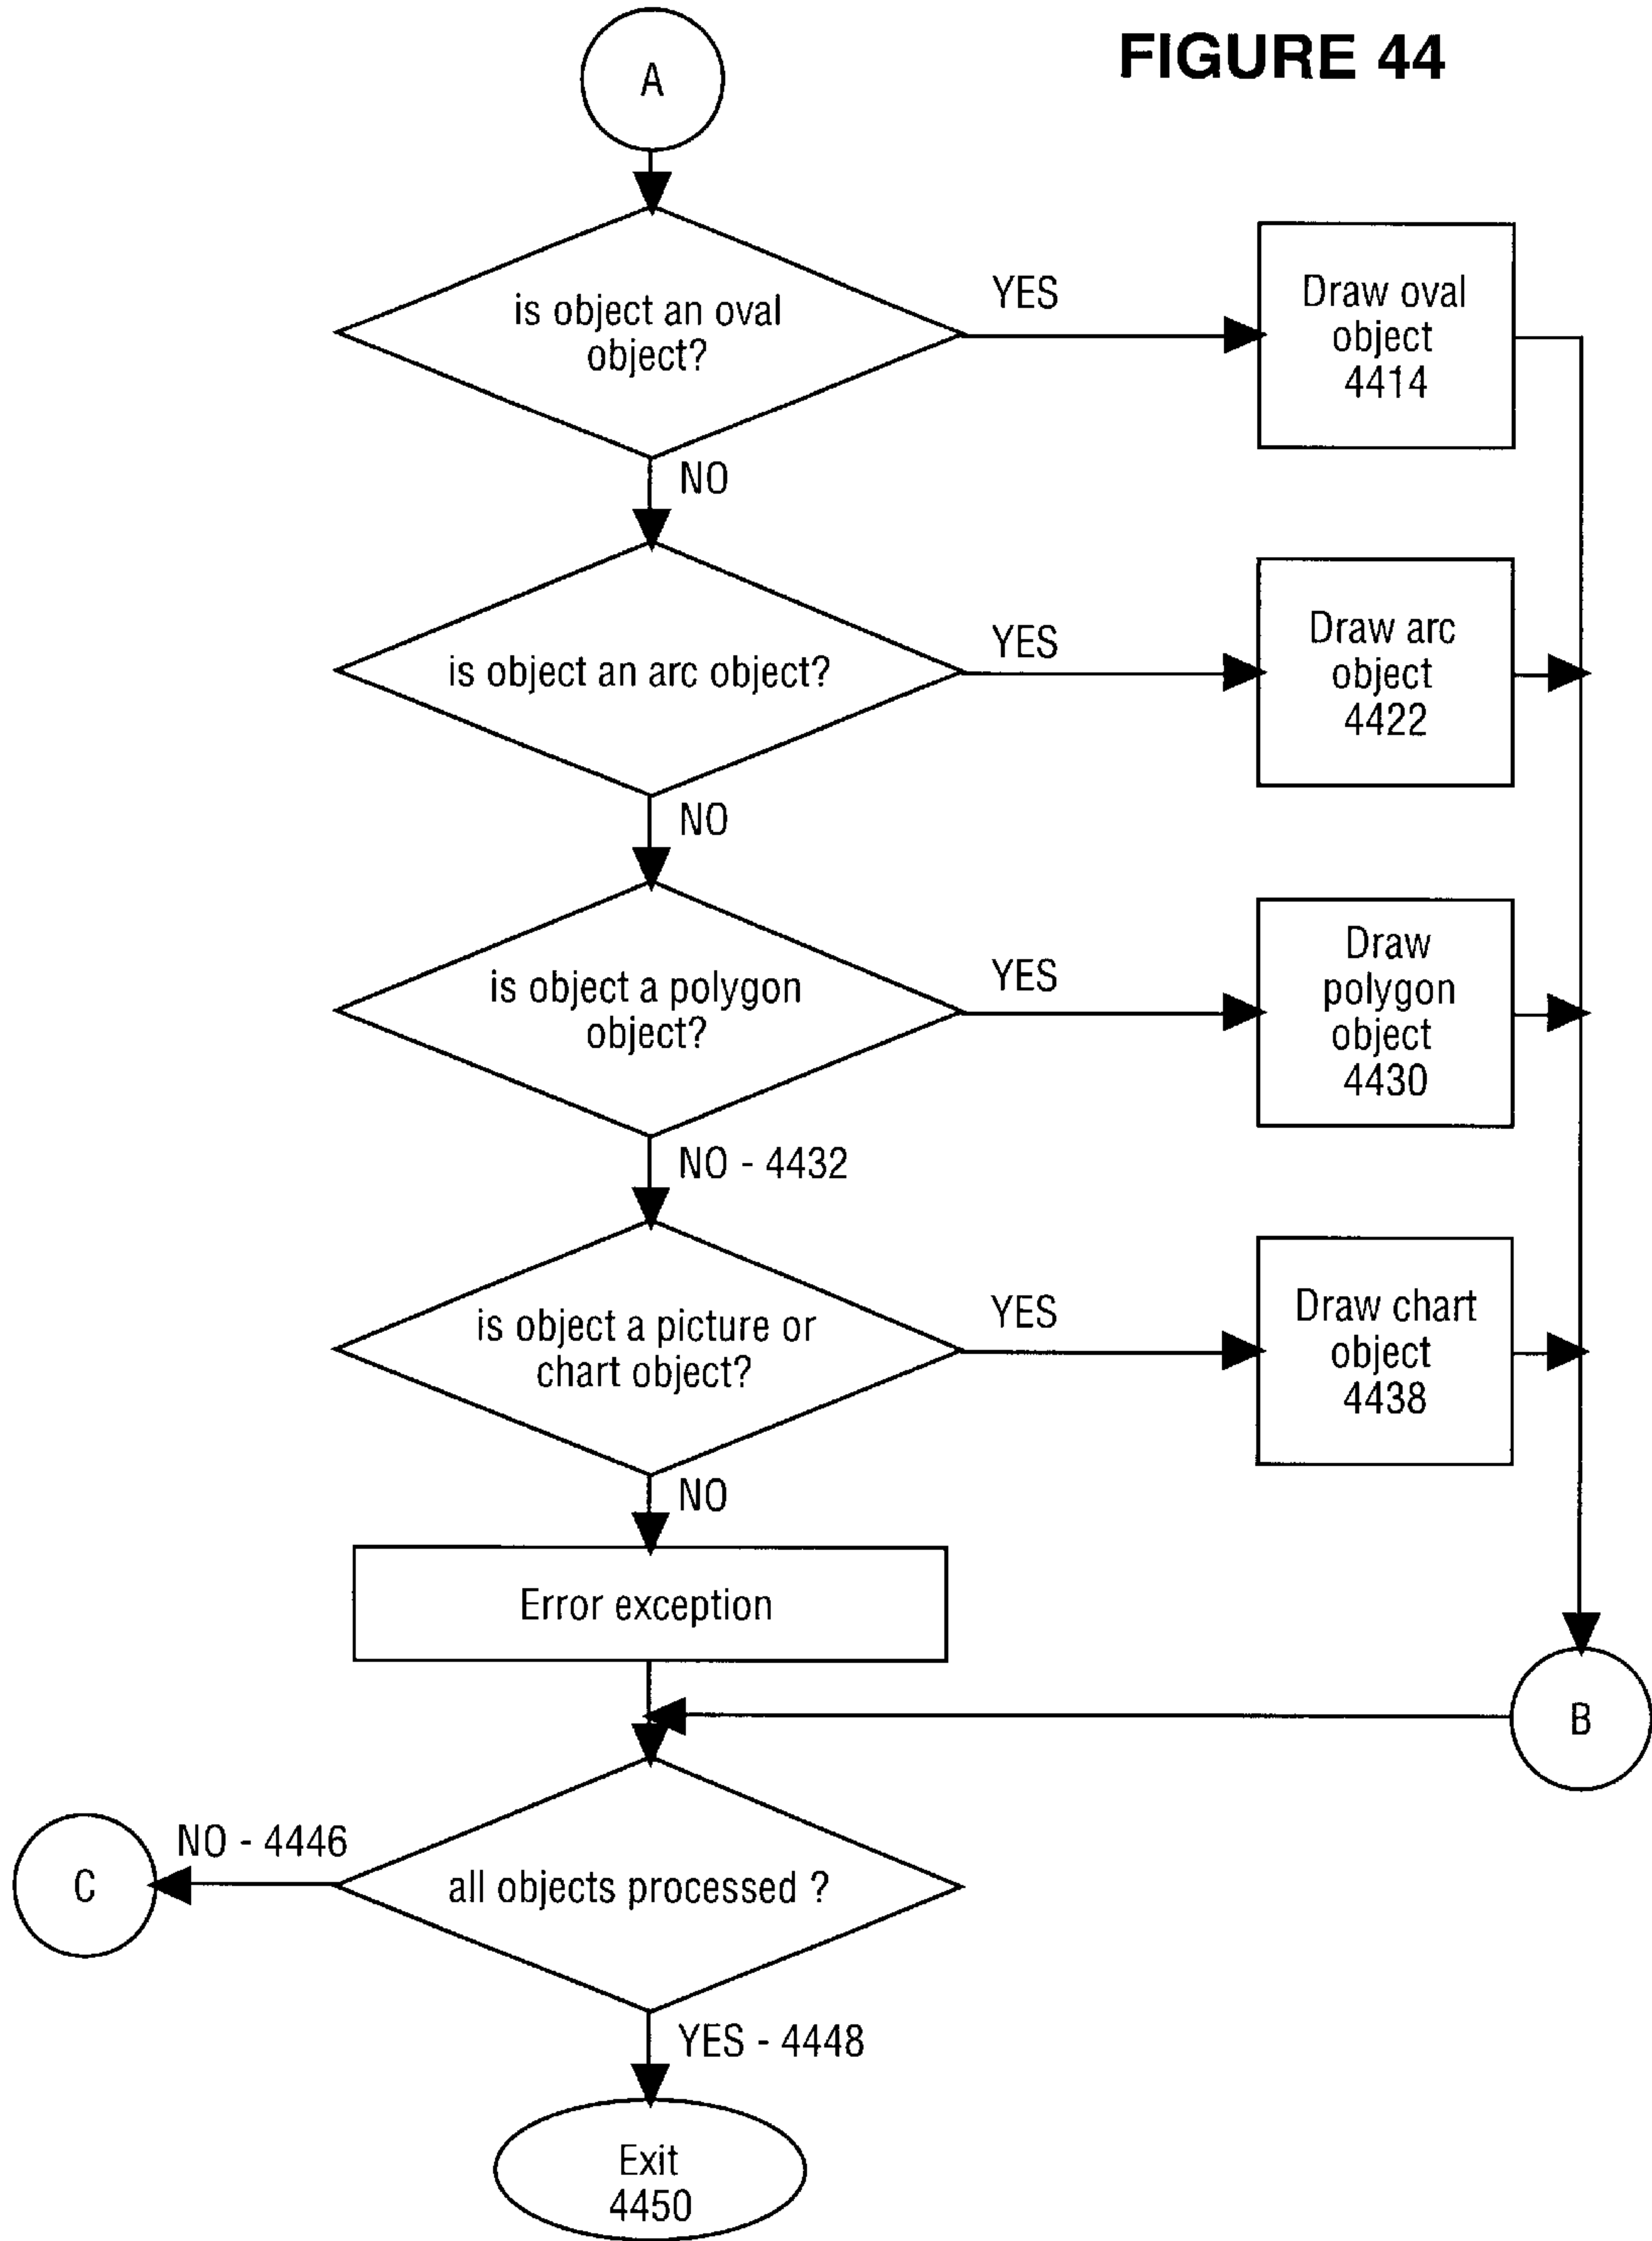 FIGURE 44
A
is object an oval
object?
YES
Draw oval
object
4414
NO
is object an arc object?
YES
Draw arc
object
4422
NO
is object a polygon
object?
YES
Draw
polygon
object
4430
NO - 4432
is object a picture or
chart object?
YES
Draw chart
object
4438
NO
Error exception
B
NO - 4446
C
all objects processed ?
YES - 4448
Exit
4450